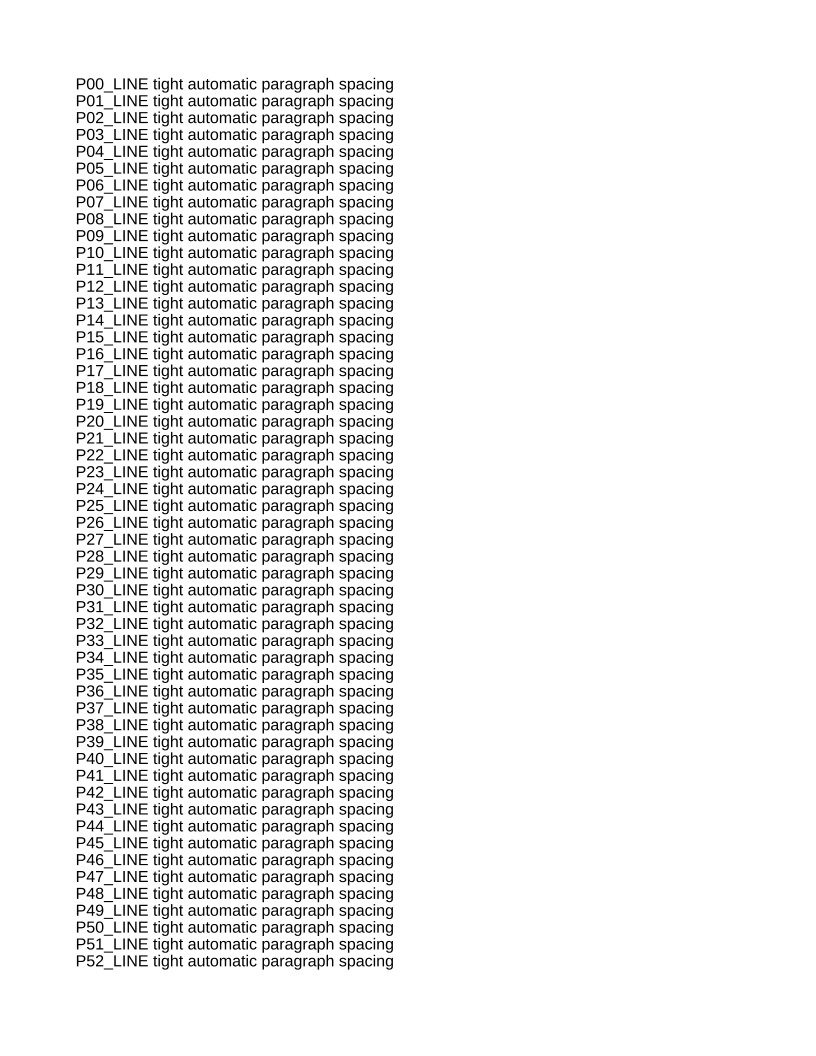 P00_LINE tight automatic paragraph spacing
P01_LINE tight automatic paragraph spacing
P02_LINE tight automatic paragraph spacing
P03_LINE tight automatic paragraph spacing
P04_LINE tight automatic paragraph spacing
P05_LINE tight automatic paragraph spacing
P06_LINE tight automatic paragraph spacing
P07_LINE tight automatic paragraph spacing
P08_LINE tight automatic paragraph spacing
P09_LINE tight automatic paragraph spacing
P10_LINE tight automatic paragraph spacing
P11_LINE tight automatic paragraph spacing
P12_LINE tight automatic paragraph spacing
P13_LINE tight automatic paragraph spacing
P14_LINE tight automatic paragraph spacing
P15_LINE tight automatic paragraph spacing
P16_LINE tight automatic paragraph spacing
P17_LINE tight automatic paragraph spacing
P18_LINE tight automatic paragraph spacing
P19_LINE tight automatic paragraph spacing
P20_LINE tight automatic paragraph spacing
P21_LINE tight automatic paragraph spacing
P22_LINE tight automatic paragraph spacing
P23_LINE tight automatic paragraph spacing
P24_LINE tight automatic paragraph spacing
P25_LINE tight automatic paragraph spacing
P26_LINE tight automatic paragraph spacing
P27_LINE tight automatic paragraph spacing
P28_LINE tight automatic paragraph spacing
P29_LINE tight automatic paragraph spacing
P30_LINE tight automatic paragraph spacing
P31_LINE tight automatic paragraph spacing
P32_LINE tight automatic paragraph spacing
P33_LINE tight automatic paragraph spacing
P34_LINE tight automatic paragraph spacing
P35_LINE tight automatic paragraph spacing
P36_LINE tight automatic paragraph spacing
P37_LINE tight automatic paragraph spacing
P38_LINE tight automatic paragraph spacing
P39_LINE tight automatic paragraph spacing
P40_LINE tight automatic paragraph spacing
P41_LINE tight automatic paragraph spacing
P42_LINE tight automatic paragraph spacing
P43_LINE tight automatic paragraph spacing
P44_LINE tight automatic paragraph spacing
P45_LINE tight automatic paragraph spacing
P46_LINE tight automatic paragraph spacing
P47_LINE tight automatic paragraph spacing
P48_LINE tight automatic paragraph spacing
P49_LINE tight automatic paragraph spacing
P50_LINE tight automatic paragraph spacing
P51_LINE tight automatic paragraph spacing
P52_LINE tight automatic paragraph spacing